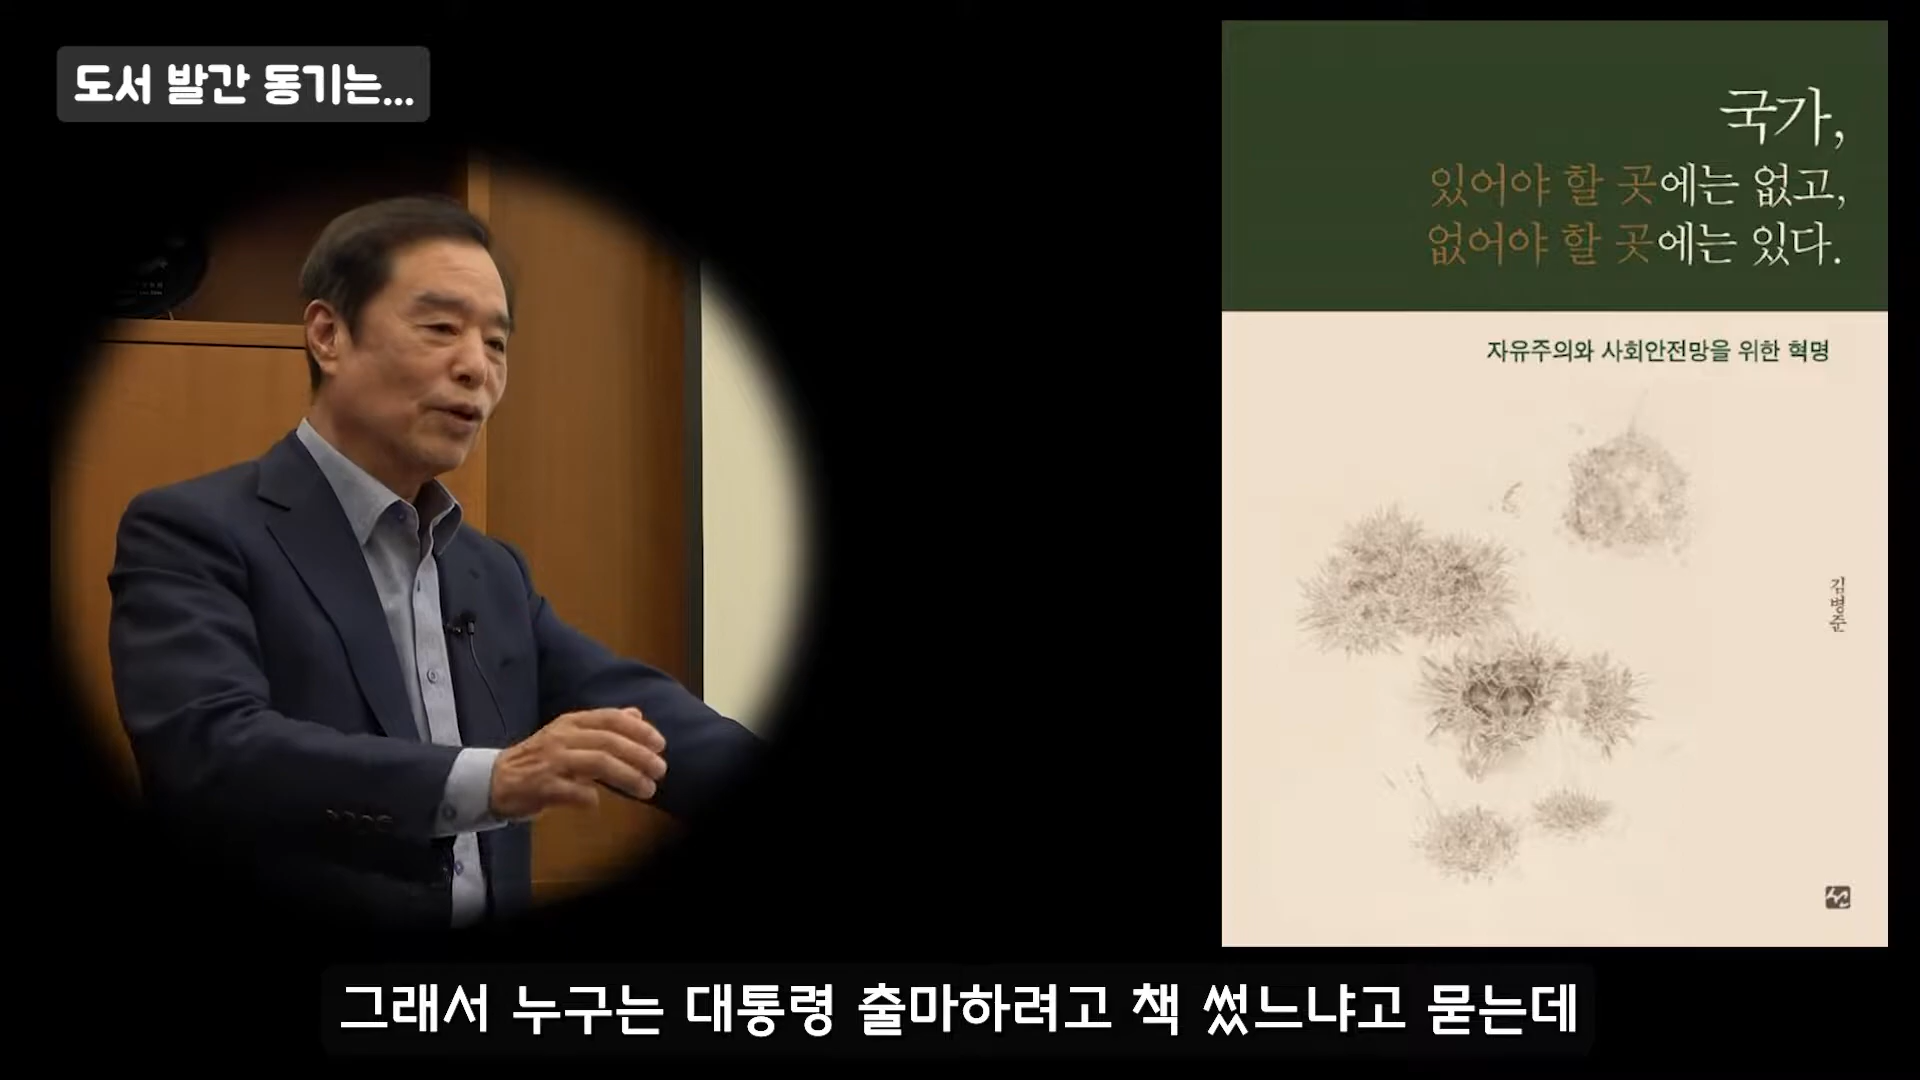 도서 발간 동기는...
국가,
있어야 할 곳에는 없고,
없어야 할 곳에는 있다.
자유주의와 사회안전망을 위한 혁명
김병준
그래서 누구는 대통령 출마하려고 책 썼느냐고 묻는데